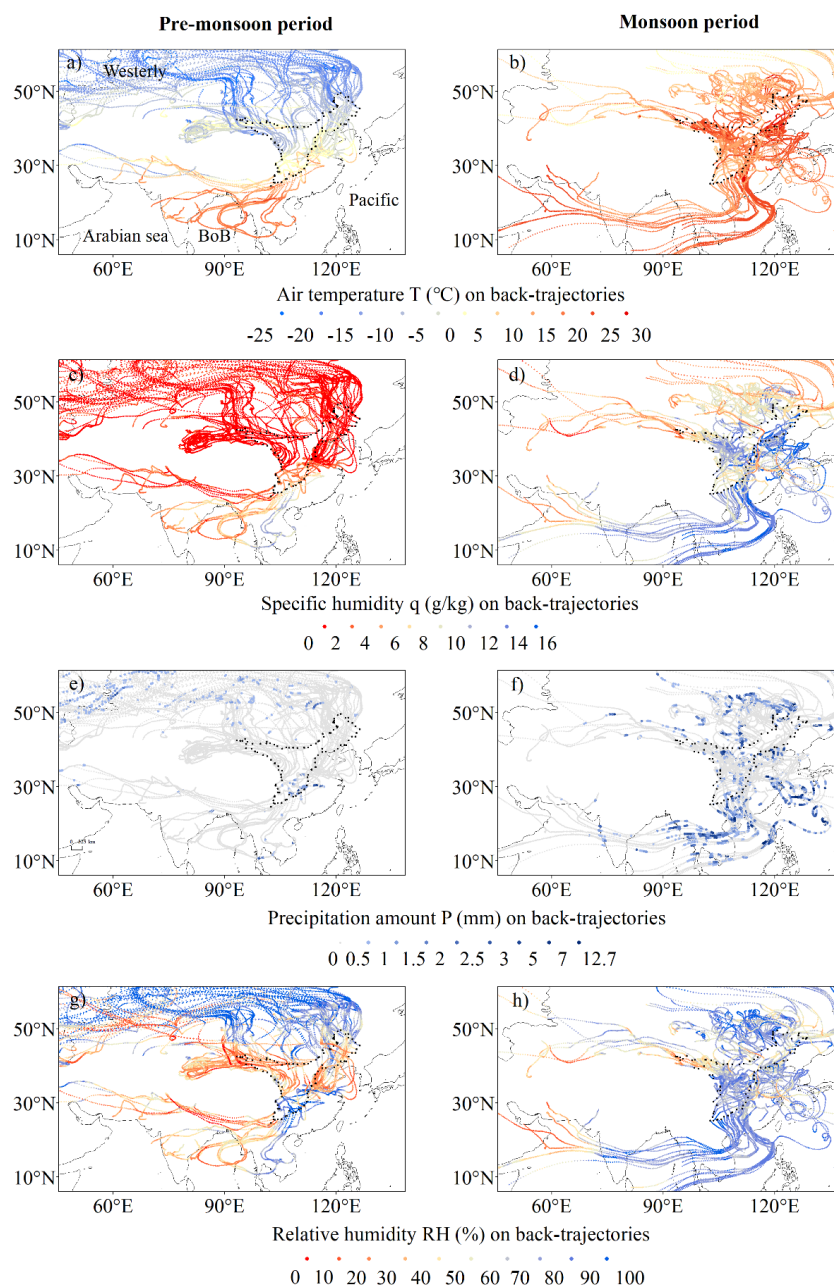 Pre-monsoon period
Monsoon period
a)
Westerly
b)
50°N
50°N
30°N
30°N
Pacific
Arabian sea
BoB
10°N
10°N
60°E 90°E 120°E
60°E 90°E 120°E
Air temperature T (℃) on back-trajectories
-25 -20 -15 -10 -5 0 5 10 15 20 25 30
c)
d)
50°N
50°N
30°N
30°N
10°N
10°N
60°E 90°E 120°E
60°E 90°E 120°E
Specific humidity q (g/kg) on back-trajectories
0 2 4 6 8 10 12 14 16
e)
f)
50°N
50°N
30°N
30°N
10°N
10°N
60°E 90°E 120°E
60°E 90°E 120°E
Precipitation amount P (mm) on back-trajectories
0 0.5 1 1.5 2 2.5 3 5 7 12.7
g)
h)
50°N
50°N
30°N
30°N
10°N
10°N
60°E 90°E 120°E
60°E 90°E 120°E
Relative humidity RH (%) on back-trajectories
0 10 20 30 40 50 60 70 80 90 100